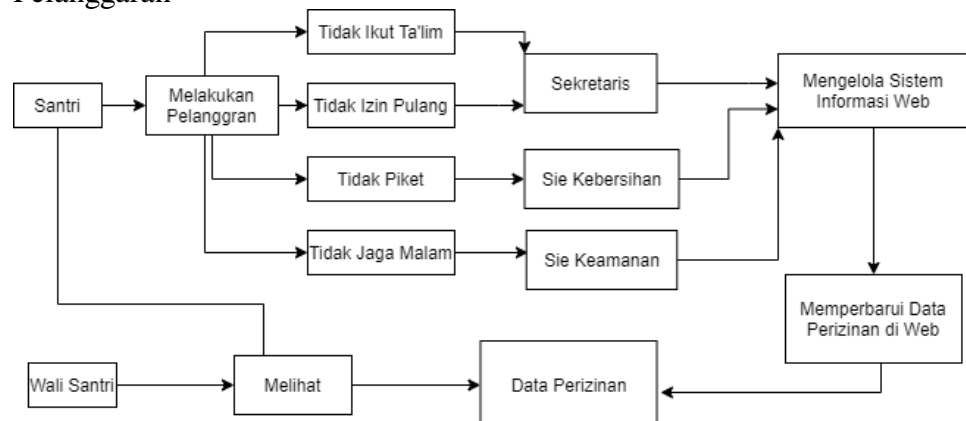 Pelanggaran
Tidak Ikut Ta'lim
Santri
Melakukan
Pelanggran
Tidak Izin Pulang
Sekretaris
Mengelola Sistem
Informasi Web
Tidak Piket
Sie Kebersihan
Tidak Jaga Malam
Sie Keamanan
Memperbarui Data
Perizinan di Web
Wali Santri
Melihat
Data Perizinan